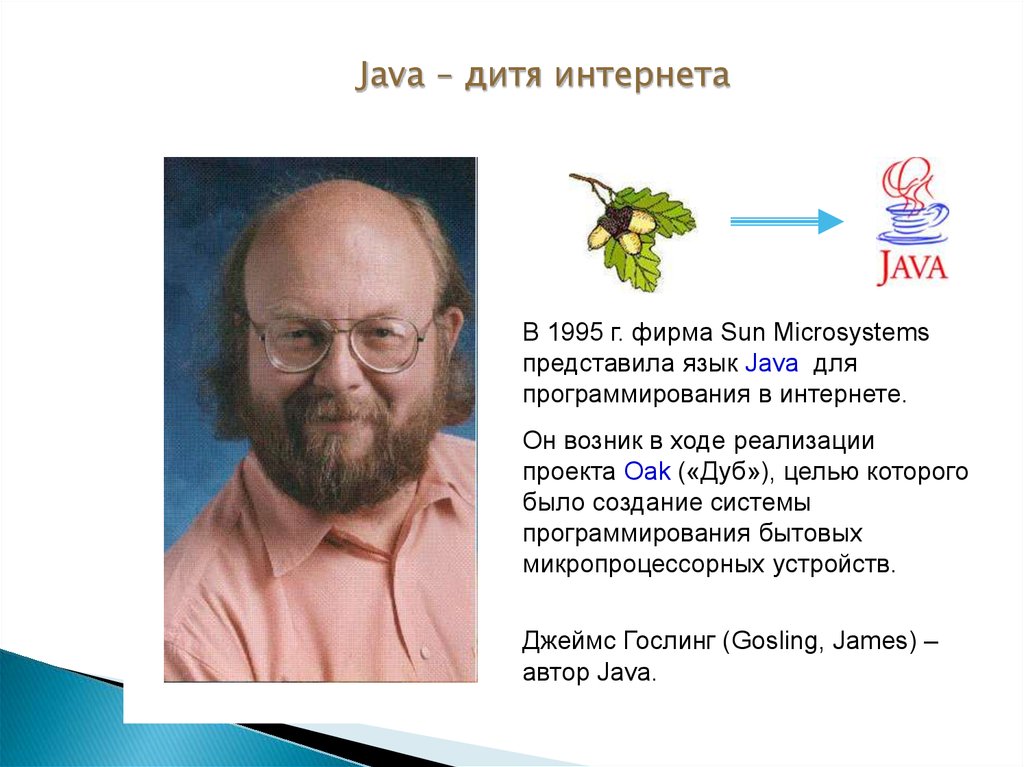 Java – дитя интернета
JAVA
В 1995 г. фирма Sun Microsystems
представила язык Java для
программирования в интернете.
Он возник в ходе реализации
проекта Oak («Дуб»), целью которого
было создание системы
программирования бытовых
микропроцессорных устройств.
Джеймс Гослинг (Gosling, James) –
автор Java.